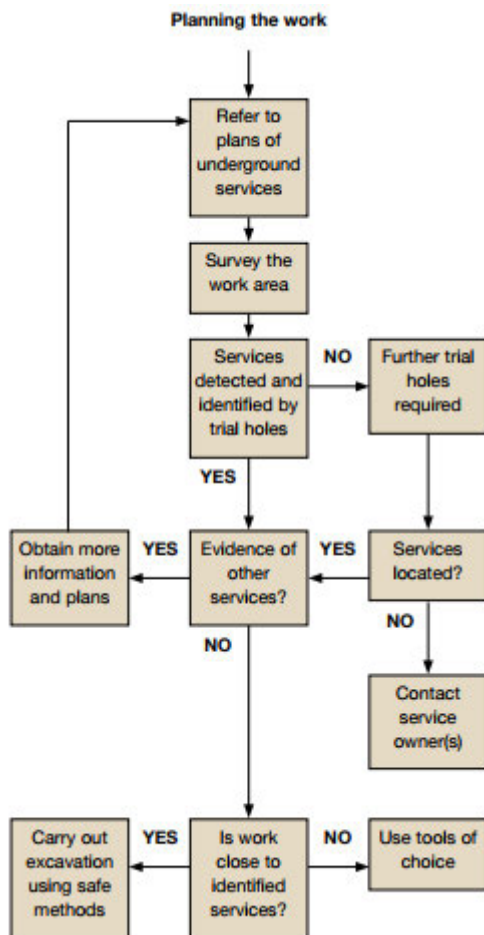 Planning the work
Refer to
plans of
underground
services
Survey the
work area
Services
detected and
identified by
trial holes
NO
Further trial
holes
required
YES
Obtain more
information
and plans
YES
Evidence of
other
services?
YES
Services
located?
NO
NO
Contact
service
owner(s)
Carry out
excavation
using safe
methods
YES
Is work
close to
identified
services?
NO
Use tools of
choice